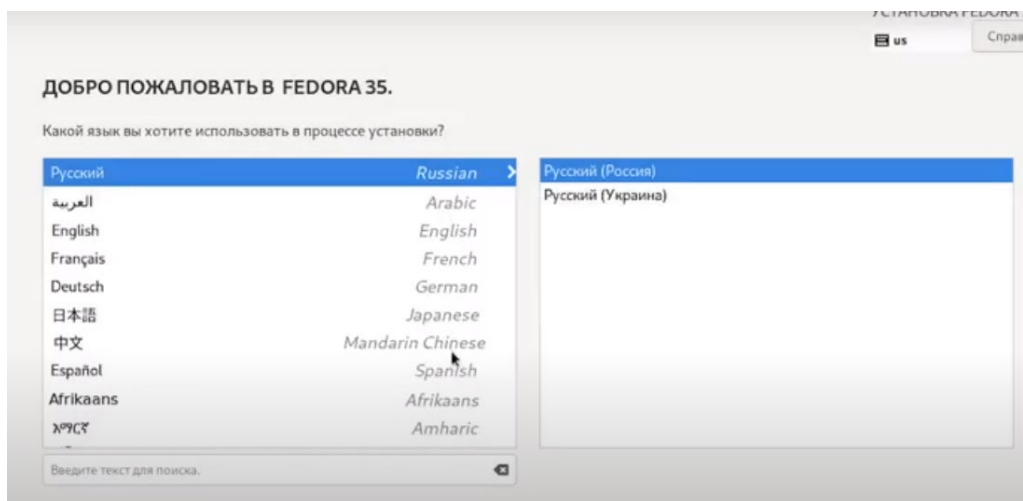 УСТАНОВКА FEDORA
us
Справ
ДОБРО ПОЖАЛОВАТЬ В FEDORA 35.
Какой язык вы хотите использовать в процессе установки?
Русский Russian
العربية Arabic
English English
Français French
Deutsch German
日本語 Japanese
中文 Mandarin Chinese
Español Spanish
Afrikaans Afrikaans
አማርኛ Amharic
Русский (Россия)
Русский (Украина)
Введите текст для поиска.